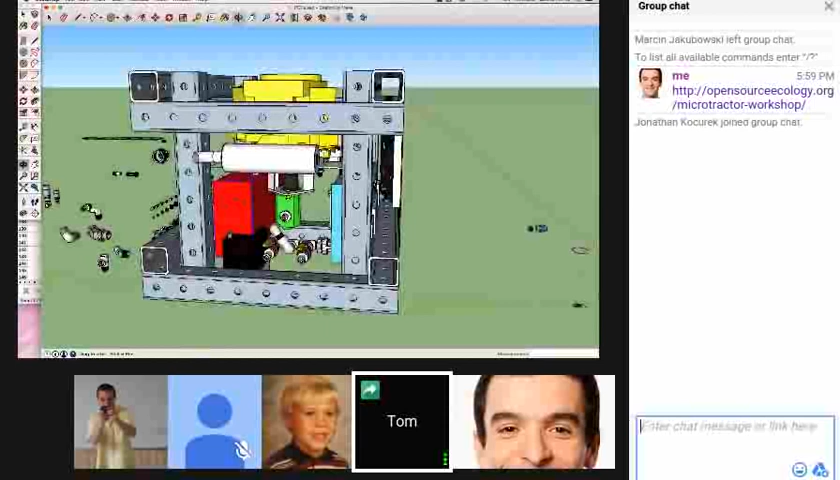 Group chat
Marcin Jakubowski left group chat.
To list all available commands enter "/?"
me
5:59 PM
http://opensourceecology.org
/microtractor-workshop/
Jonathan Kocurek joined group chat.
Tom
Enter chat message or link here